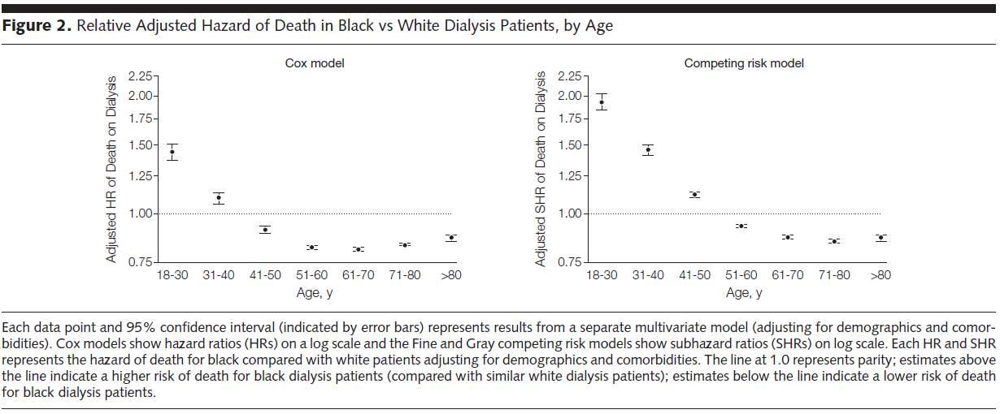 Figure 2. Relative Adjusted Hazard of Death in Black vs White Dialysis Patients, by Age
Cox model
Adjusted HR of Death on Dialysis
2.25
2.00
1.75
1.50
1.25
1.00
0.75
18-30 31-40 41-50 51-60 61-70 71-80 >80
Age, y
Competing risk model
Adjusted SHR of Death on Dialysis
2.25
2.00
1.75
1.50
1.25
1.00
0.75
18-30 31-40 41-50 51-60 61-70 71-80 >80
Age, y
Each data point and 95% confidence interval (indicated by error bars) represents results from a separate multivariate model (adjusting for demographics and comor-
bidities). Cox models show hazard ratios (HRs) on a log scale and the Fine and Gray competing risk models show subhazard ratios (SHRs) on log scale. Each HR and SHR
represents the hazard of death for black compared with white patients adjusting for demographics and comorbidities. The line at 1.0 represents parity; estimates above
the line indicate a higher risk of death for black dialysis patients (compared with similar white dialysis patients); estimates below the line indicate a lower risk of death
for black dialysis patients.